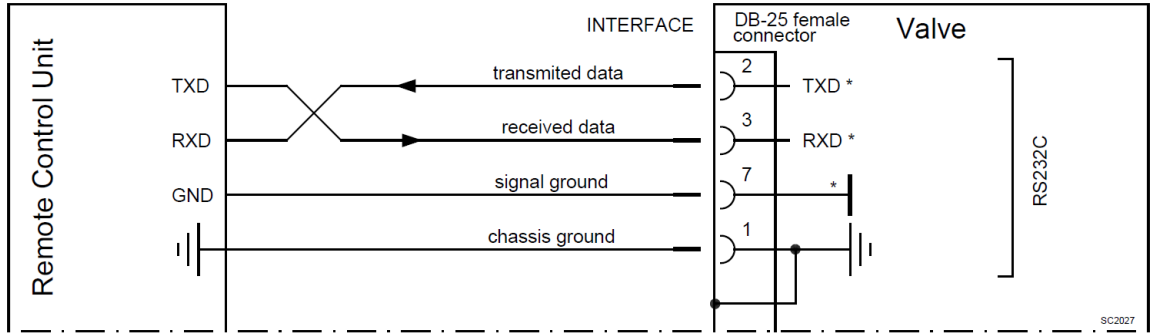 INTERFACE
DB-25 female
connector
Valve
Remote Control Unit
TXD
transmited data
2
TXD *
RXD
received data
3
RXD *
GND
signal ground
7
*
chassis ground
1
RS232C
SC2027